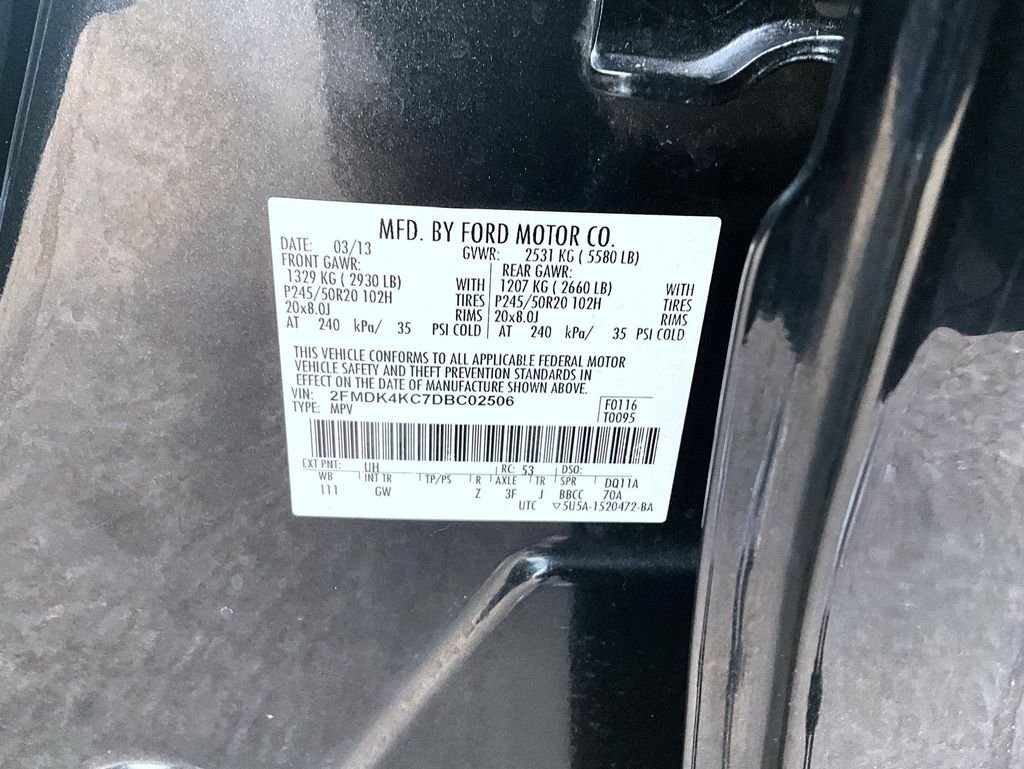 MFD. BY FORD MOTOR CO.
DATE: 03/13 GVWR: 2531 KG ( 5580 LB)
FRONT GAWR: REAR GAWR:
1329 KG ( 2930 LB) WITH 1207 KG ( 2660 LB) WITH
P245/50R20 102H TIRES P245/50R20 102H TIRES
20x8.0J RIMS 20x8.0J RIMS
AT 240 kPa/ 35 PSI COLD AT 240 kPa/ 35 PSI COLD
THIS VEHICLE CONFORMS TO ALL APPLICABLE FEDERAL MOTOR
VEHICLE SAFETY AND THEFT PREVENTION STANDARDS IN
EFFECT ON THE DATE OF MANUFACTURE SHOWN ABOVE.
VIN: 2FMDK4KC7DBC02506 F0116
TYPE: MPV T0095
EXT PNT: UH RC: 53 DSO:
WB INT TR TP/PS R AXLE TR SPR DQ11A
111 GW Z 3F J BBCC 70A
UTC ▽5U5A-1520472-BA